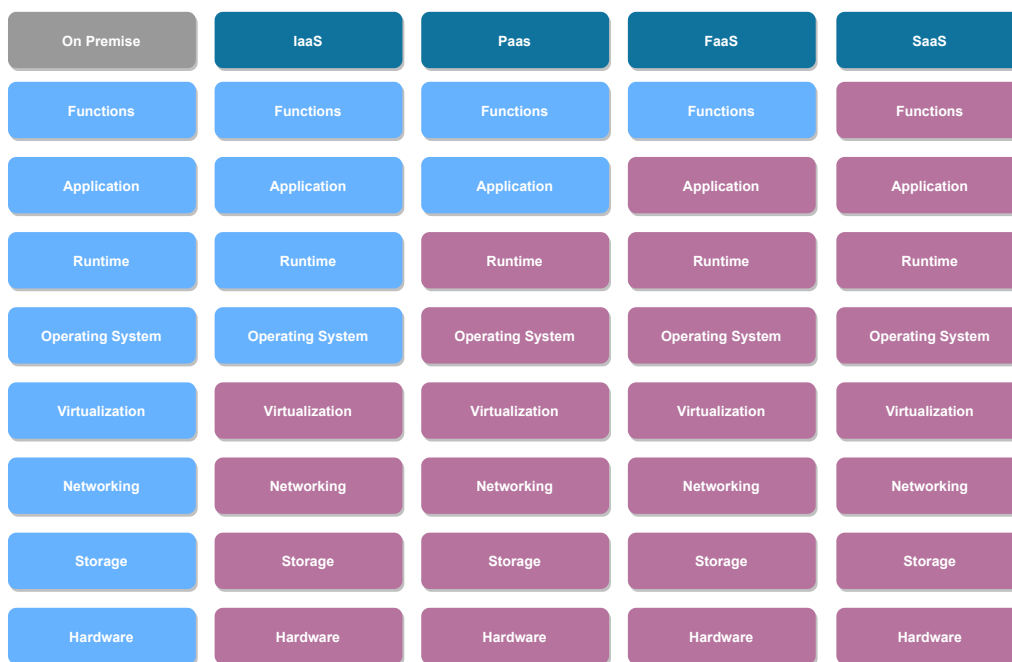 On Premise IaaS Paas FaaS SaaS
Functions Functions Functions Functions Functions
Application Application Application Application Application
Runtime Runtime Runtime Runtime Runtime
Operating System Operating System Operating System Operating System Operating System
Virtualization Virtualization Virtualization Virtualization Virtualization
Networking Networking Networking Networking Networking
Storage Storage Storage Storage Storage
Hardware Hardware Hardware Hardware Hardware